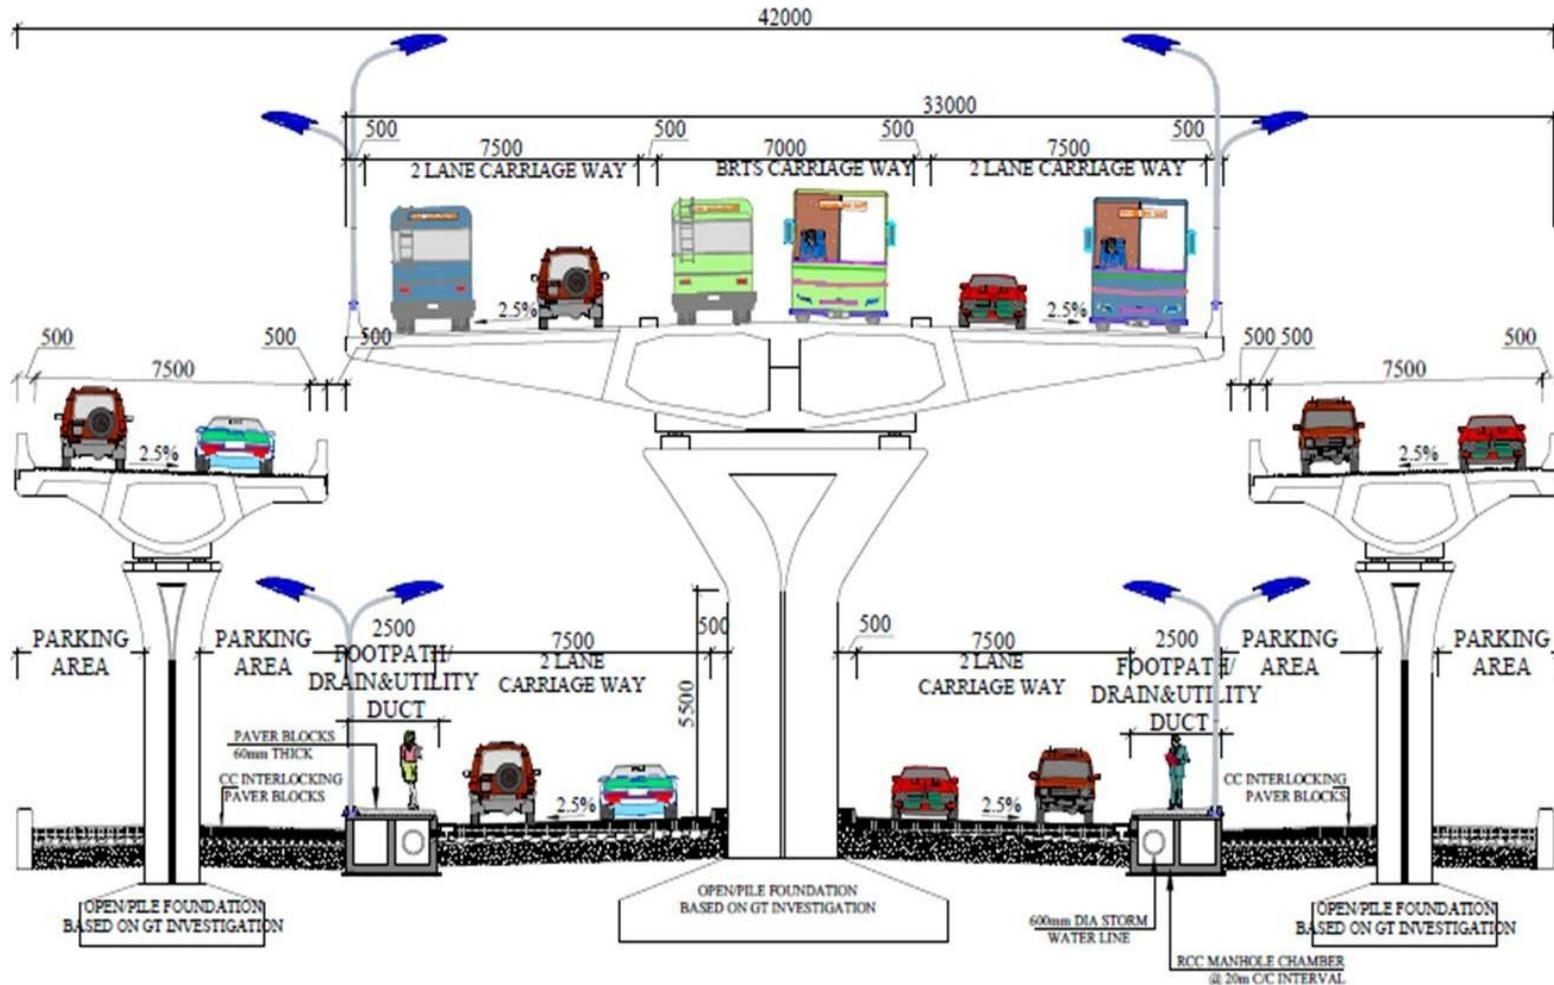 42000
33000
500
500
500
500
7500
7000
7500
2 LANE CARRIAGE WAY
BRTS CARRIAGE WAY
2 LANE CARRIAGE WAY
2.5%
2.5%
500
500
500
500 500
500
7500
7500
2.5%
2.5%
PARKING
AREA
PARKING
AREA
2500
FOOTPATH/
DRAIN&UTILITY
DUCT
7500
2 LANE
CARRIAGE WAY
500
5500
500
7500
2 LANE
CARRIAGE WAY
2500
FOOTPATH/
DRAIN&UTILITY
DUCT
PARKING
AREA
PARKING
AREA
PAVER BLOCKS
60mm THICK
CC INTERLOCKING
PAVER BLOCKS
2.5%
2.5%
CC INTERLOCKING
PAVER BLOCKS
OPEN/PILE FOUNDATION
BASED ON GT INVESTIGATION
OPEN/PILE FOUNDATION
BASED ON GT INVESTIGATION
600mm DIA STORM
WATER LINE
OPEN/PILE FOUNDATION
BASED ON GT INVESTIGATION
RCC MANHOLE CHAMBER
@ 20m C/C INTERVAL